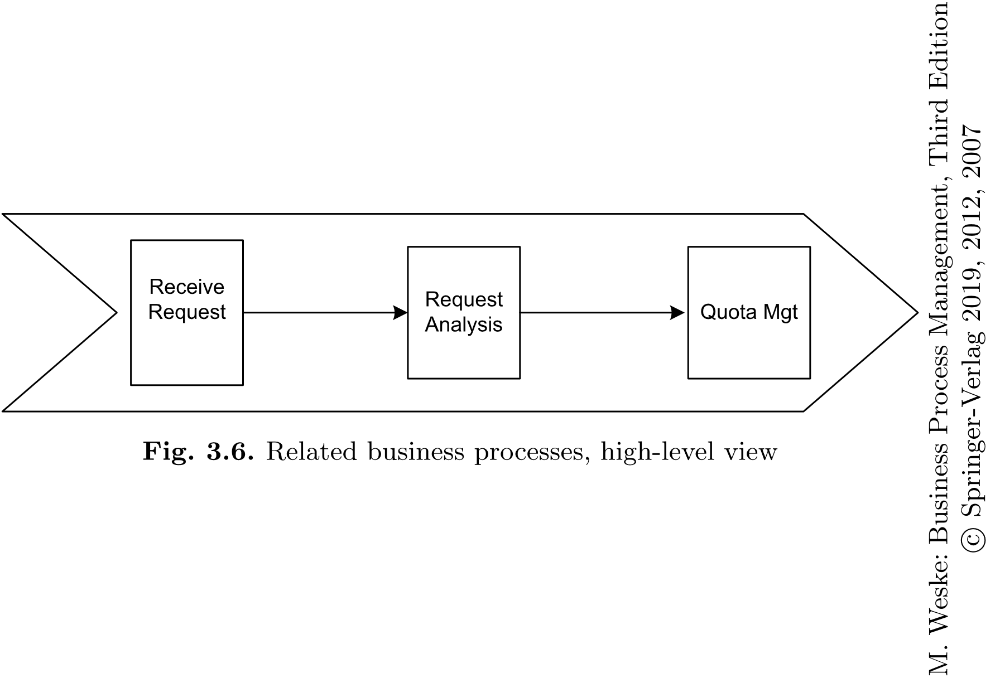 Receive
Request
Request
Analysis
Quota Mgt
Fig. 3.6. Related business processes, high-level view
M. Weske: Business Process Management, Third Edition
© Springer-Verlag 2019, 2012, 2007